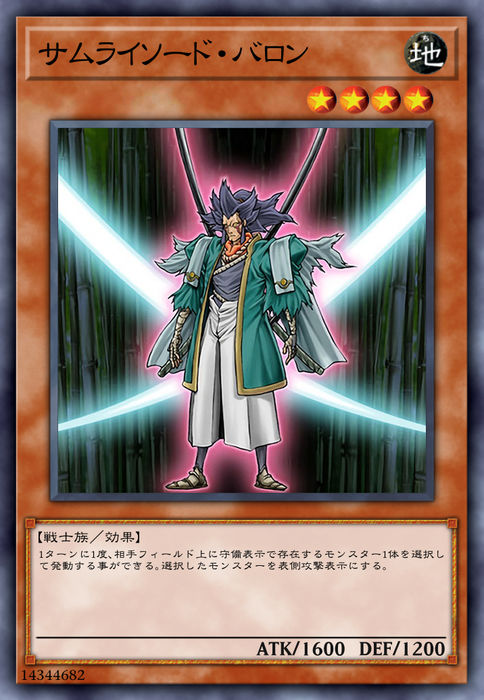 サムライソード・バロン
地
【戦士族／効果】
1ターンに1度、相手フィールド上に守備表示で存在するモンスター1体を選択し
て発動する事ができる。選択したモンスターを表側攻撃表示にする。
ATK/1600 DEF/1200
14344682